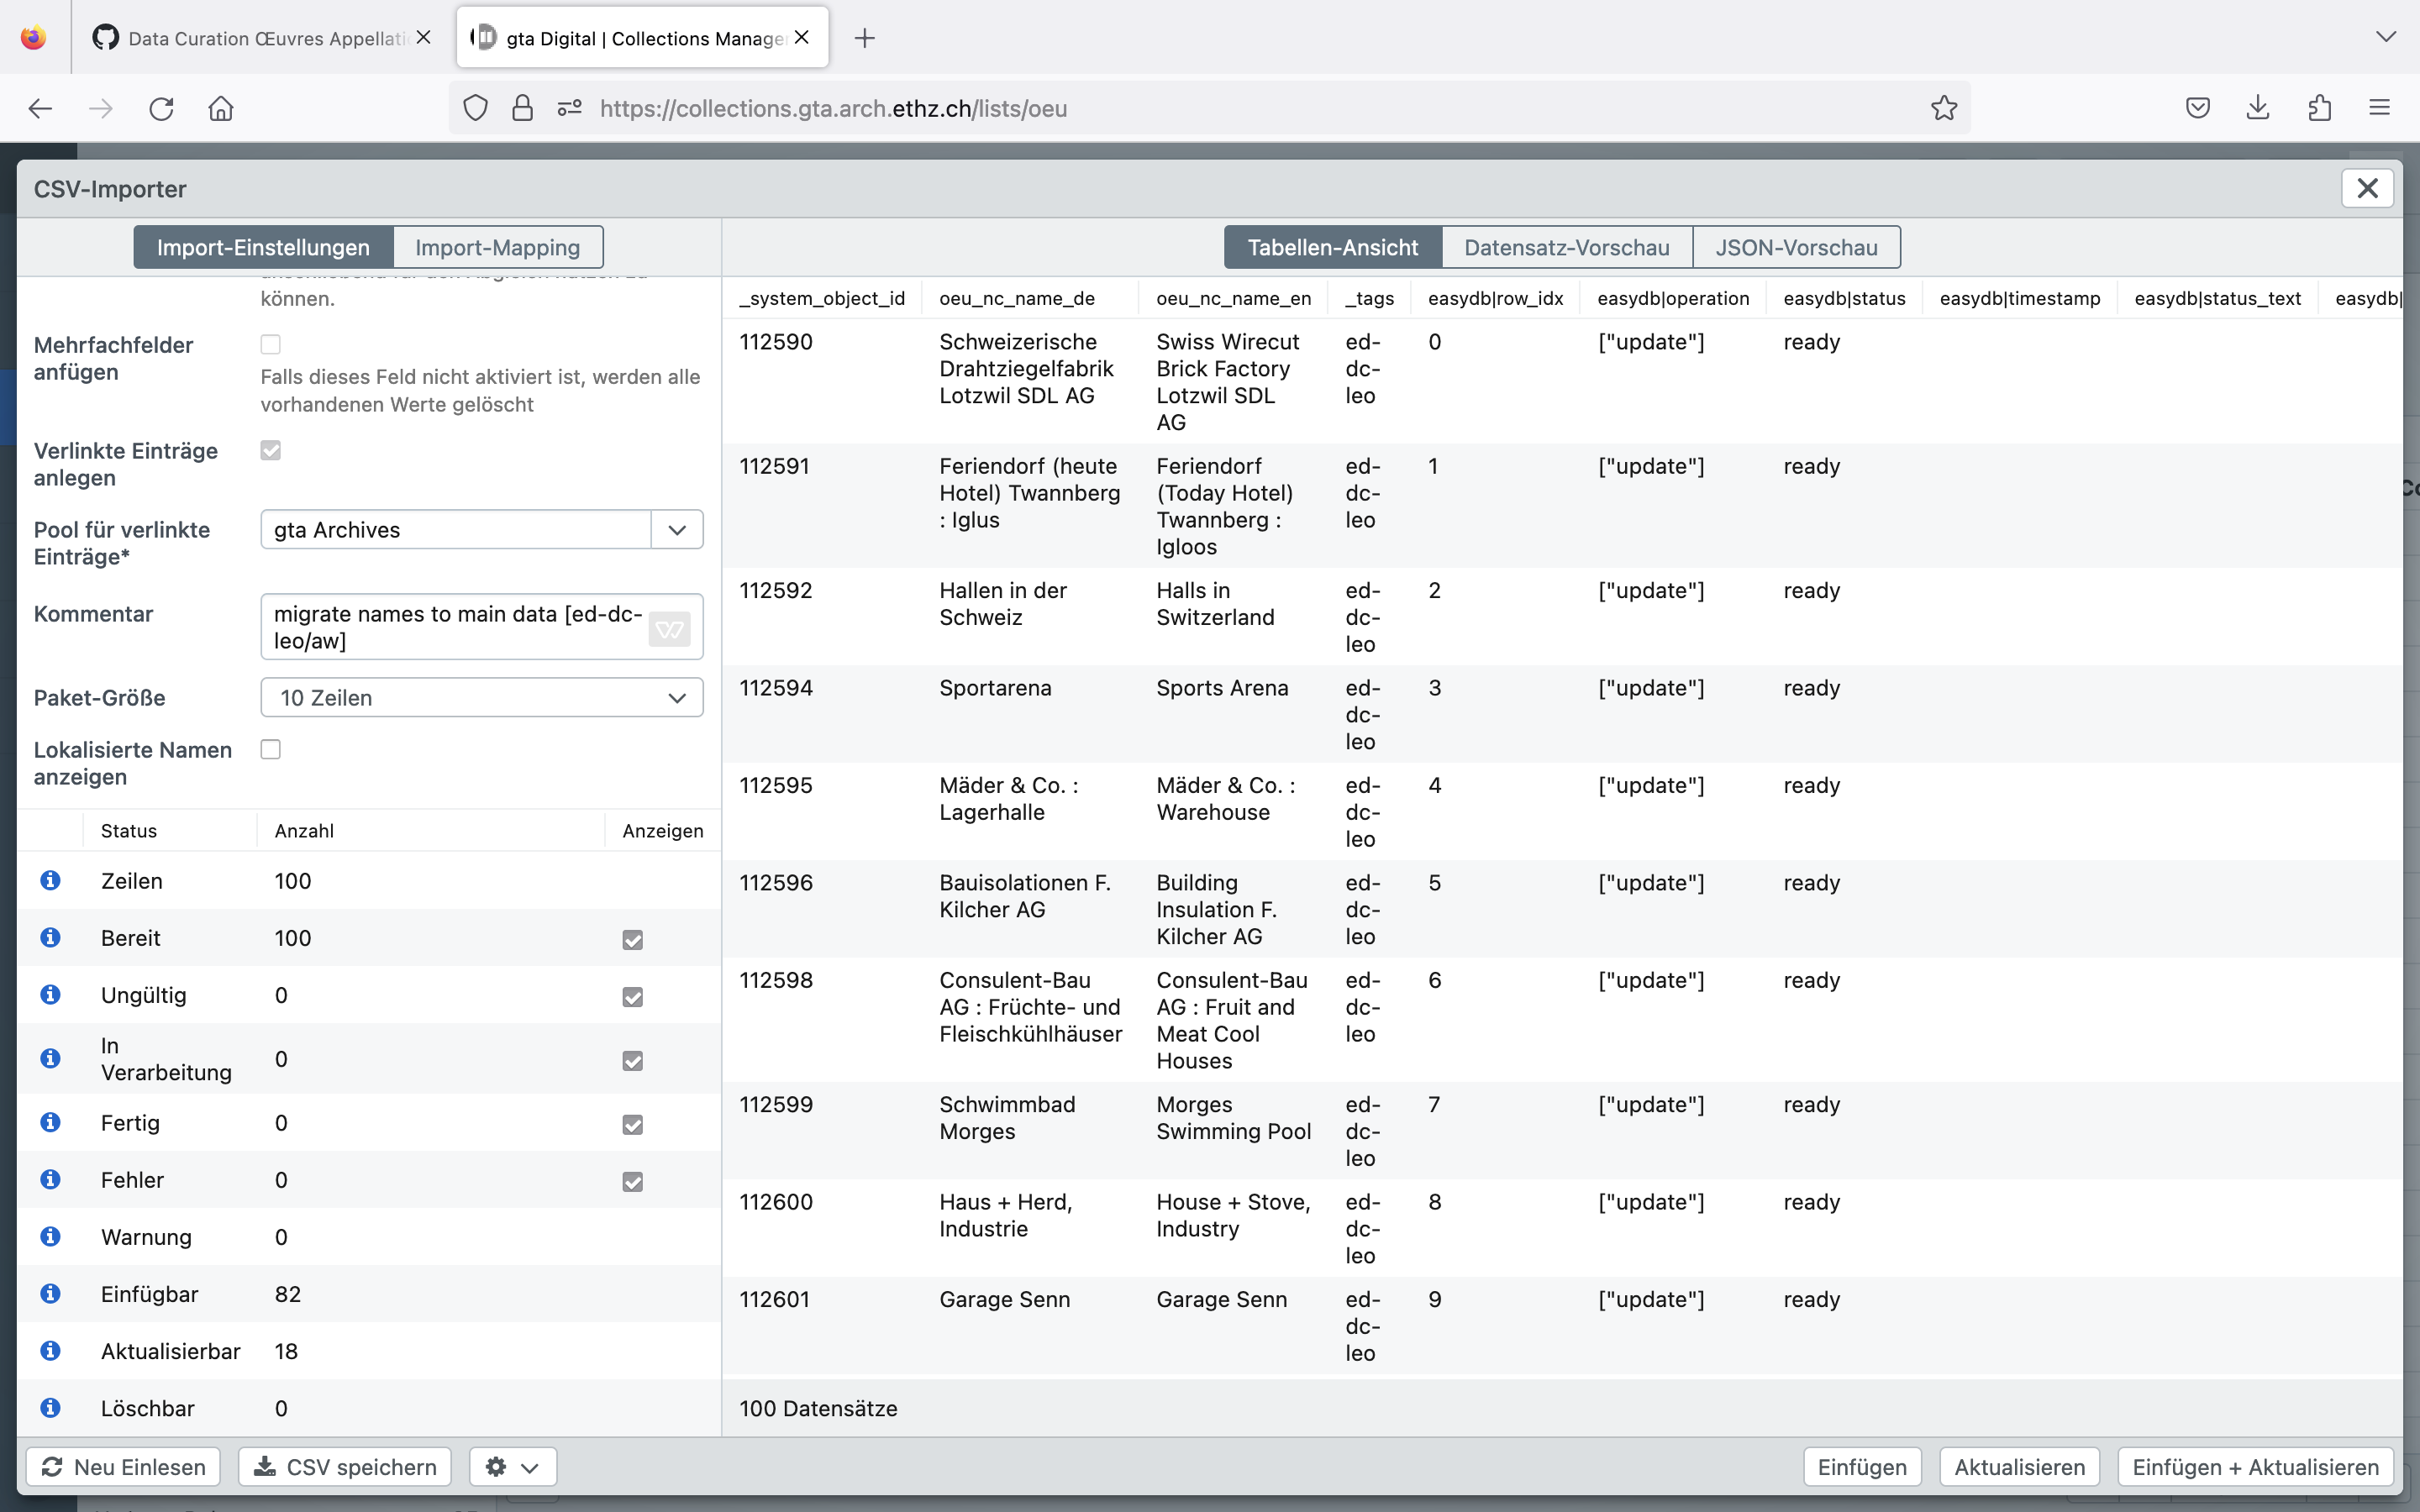 Data Curation Œuvres Appellati
gta Digital | Collections Manage
https://collections.gta.arch.ethz.ch/lists/oeu
CSV-Importer
Import-Einstellungen
Import-Mapping
Tabellen-Ansicht
Datensatz-Vorschau
JSON-Vorschau
können.
Mehrfachfelder
anfügen
Falls dieses Feld nicht aktiviert ist, werden alle
vorhandenen Werte gelöscht
Verlinkte Einträge
anlegen
Pool für verlinkte
Einträge*
gta Archives
Kommentar
migrate names to main data [ed-dc-
leo/aw]
Paket-Größe
10 Zeilen
Lokalisierte Namen
anzeigen
Status Anzahl Anzeigen
Zeilen 100
Bereit 100
Ungültig 0
In
Verarbeitung 0
Fertig 0
Fehler 0
Warnung 0
Einfügbar 82
Aktualisierbar 18
Löschbar 0
_system_object_id oeu_nc_name_de oeu_nc_name_en _tags easydb|row_idx easydb|operation easydb|status easydb|timestamp easydb|status_text easydb|
112590 Schweizerische Swiss Wirecut ed- 0 ["update"] ready
Drahtziegelfabrik Brick Factory dc-
Lotzwil SDL AG Lotzwil SDL leo
AG
112591 Feriendorf (heute Feriendorf ed- 1 ["update"] ready
Hotel) Twannberg (Today Hotel) dc-
: Iglus Twannberg : leo
Igloos
112592 Hallen in der Halls in ed- 2 ["update"] ready
Schweiz Switzerland dc-
leo
112594 Sportarena Sports Arena ed- 3 ["update"] ready
dc-
leo
112595 Mäder & Co. : Mäder & Co. : ed- 4 ["update"] ready
Lagerhalle Warehouse dc-
leo
112596 Bauisolationen F. Building ed- 5 ["update"] ready
Kilcher AG Insulation F. dc-
Kilcher AG leo
112598 Consulent-Bau Consulent-Bau ed- 6 ["update"] ready
AG : Früchte- und AG : Fruit and dc-
Fleischkühlhäuser Meat Cool leo
Houses
112599 Schwimmbad Morges ed- 7 ["update"] ready
Morges Swimming Pool dc-
leo
112600 Haus + Herd, House + Stove, ed- 8 ["update"] ready
Industrie Industry dc-
leo
112601 Garage Senn Garage Senn ed- 9 ["update"] ready
dc-
leo
100 Datensätze
Neu Einlesen
CSV speichern
Einfügen
Aktualisieren
Einfügen + Aktualisieren